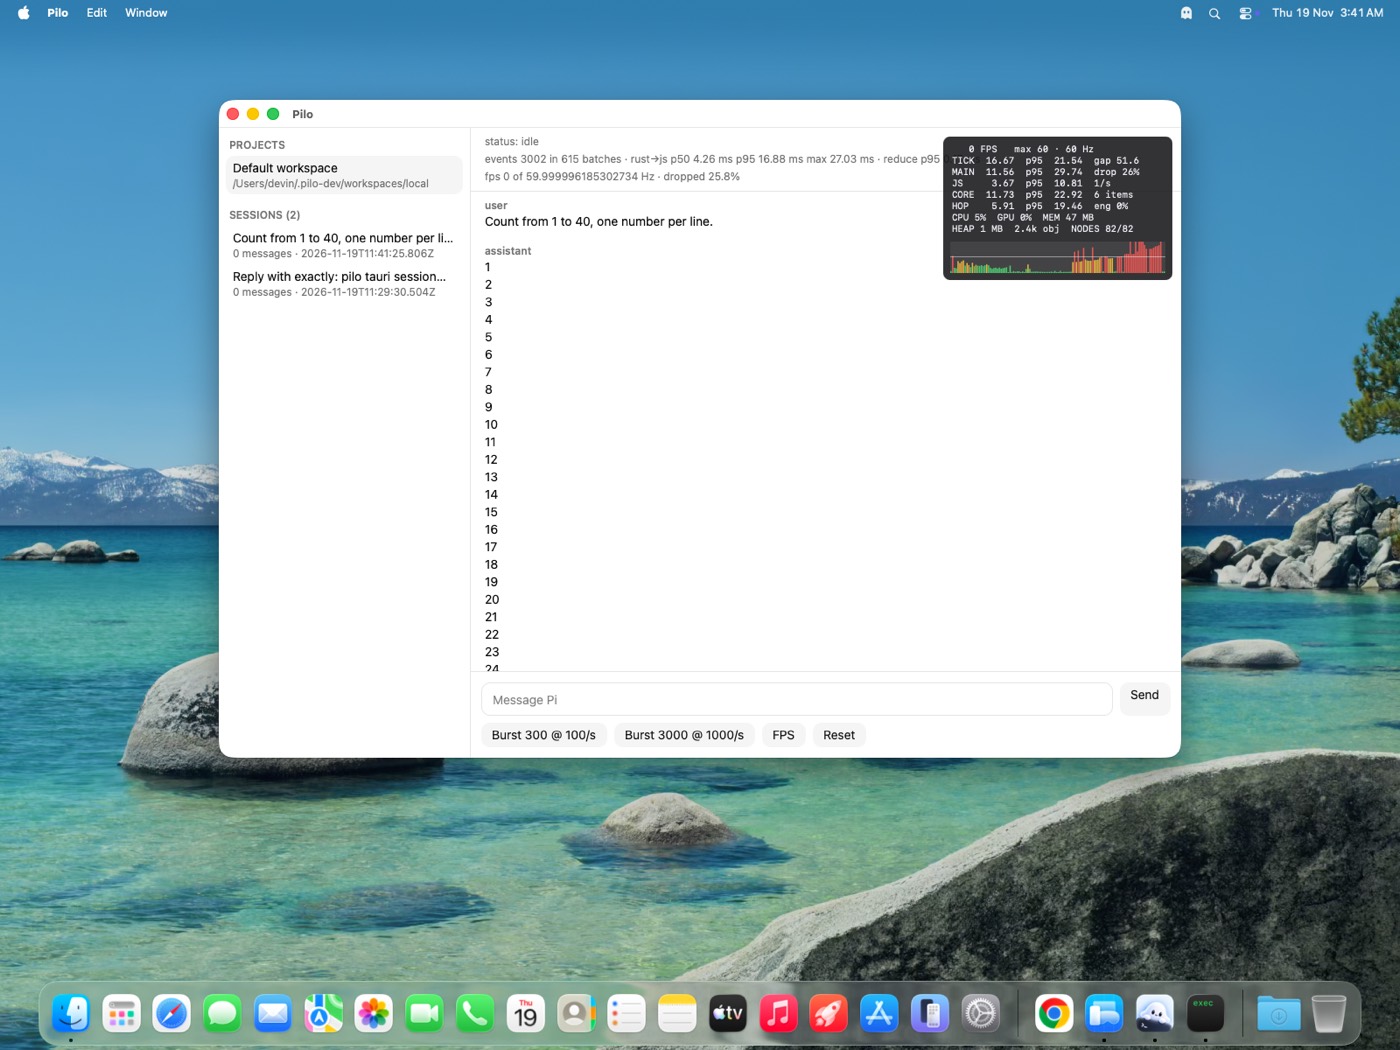 Pilo Edit Window Thu 19 Nov 3:41 AM
Pilo
PROJECTS
Default workspace
/Users/devin/.pilo-dev/workspaces/local
SESSIONS (2)
Count from 1 to 40, one number per li...
0 messages · 2026-11-19T11:41:25.806Z
Reply with exactly: pilo tauri session...
0 messages · 2026-11-19T11:29:30.504Z
status: idle
events 3002 in 615 batches · rust→js p50 4.26 ms p95 16.88 ms max 27.03 ms · reduce p95
fps 0 of 59.999996185302734 Hz · dropped 25.8%
0 FPS max 60 · 60 Hz
TICK 16.67 p95 21.54 gap 51.6
MAIN 11.56 p95 29.74 drop 26%
JS 3.67 p95 10.81 1/s
CORE 11.73 p95 22.92 6 items
HOP 5.91 p95 19.46 eng 0%
CPU 5% GPU 0% MEM 47 MB
HEAP 1 MB 2.4k obj NODES 82/82
user
Count from 1 to 40, one number per line.
assistant
1
2
3
4
5
6
7
8
9
10
11
12
13
14
15
16
17
18
19
20
21
22
23
24
Message Pi
Send
Burst 300 @ 100/s Burst 3000 @ 1000/s FPS Reset
Thu
19
tv
exec